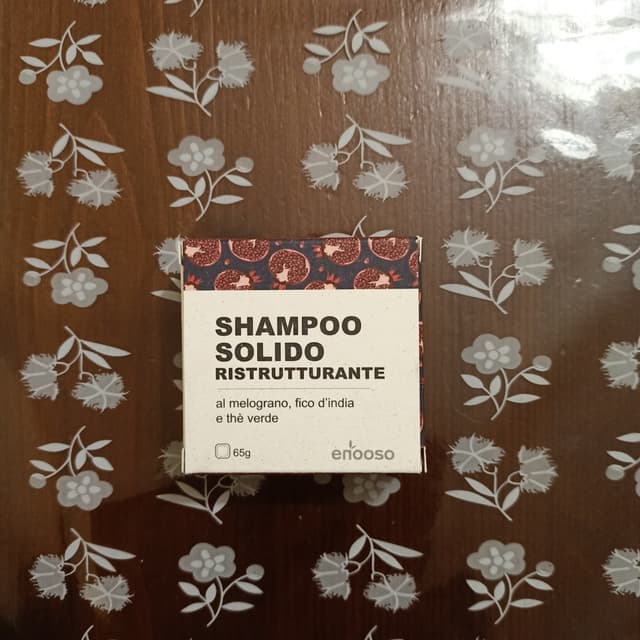 SHAMPOO
SOLIDO
RISTRUTTURANTE
al melograno, fico d'india
e thè verde
65g
enooso